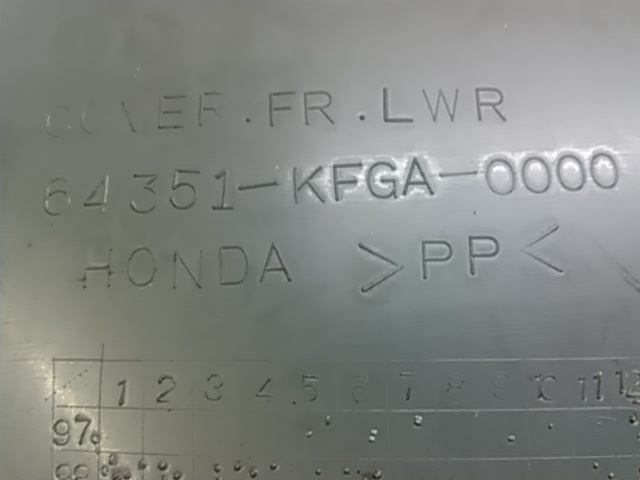 COVER.FR.LWR
64351-KFGA-0000
HONDA >PP<
1 2 3 4 5 6 7 8 9 10 11 12
97
98